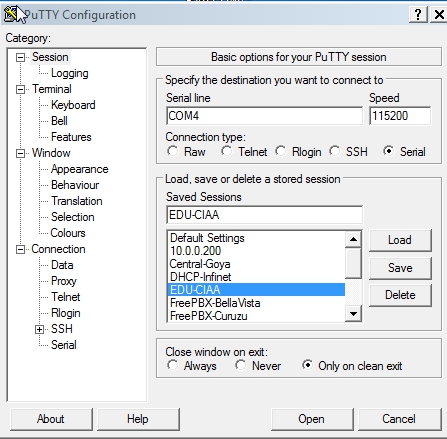 PuTTY Configuration
Category:
Session
Logging
Terminal
Keyboard
Bell
Features
Window
Appearance
Behaviour
Translation
Selection
Colours
Connection
Data
Proxy
Telnet
Rlogin
SSH
Serial
Basic options for your PuTTY session
Specify the destination you want to connect to
Serial line Speed
COM4 115200
Connection type:
Raw Telnet Rlogin SSH Serial
Load, save or delete a stored session
Saved Sessions
EDU-CIAA
Default Settings
10.0.0.200
Central-Goya
DHCP-Infinet
EDU-CIAA
FreePBX-BellaVista
FreePBX-Curuzu
Load
Save
Delete
Close window on exit:
Always Never Only on clean exit
About Help Open Cancel